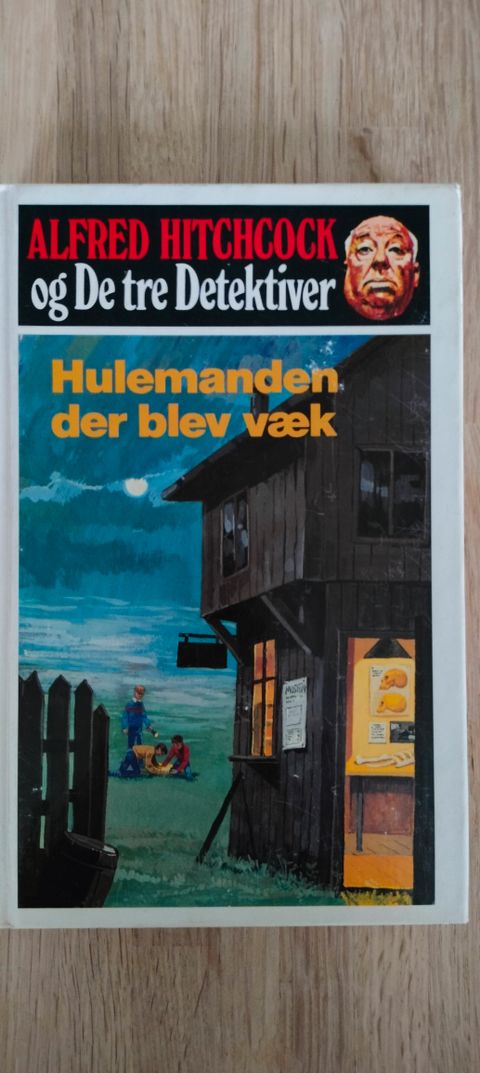 ALFRED HITCHCOCK
og De tre Detektiver
Hulemanden
der blev væk